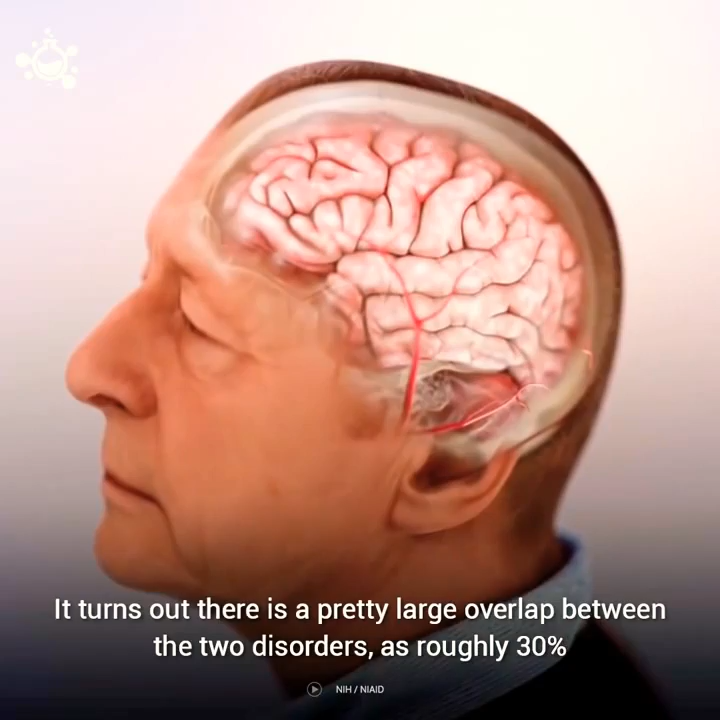 It turns out there is a pretty large overlap between
the two disorders, as roughly 30%
NIH / NIAID